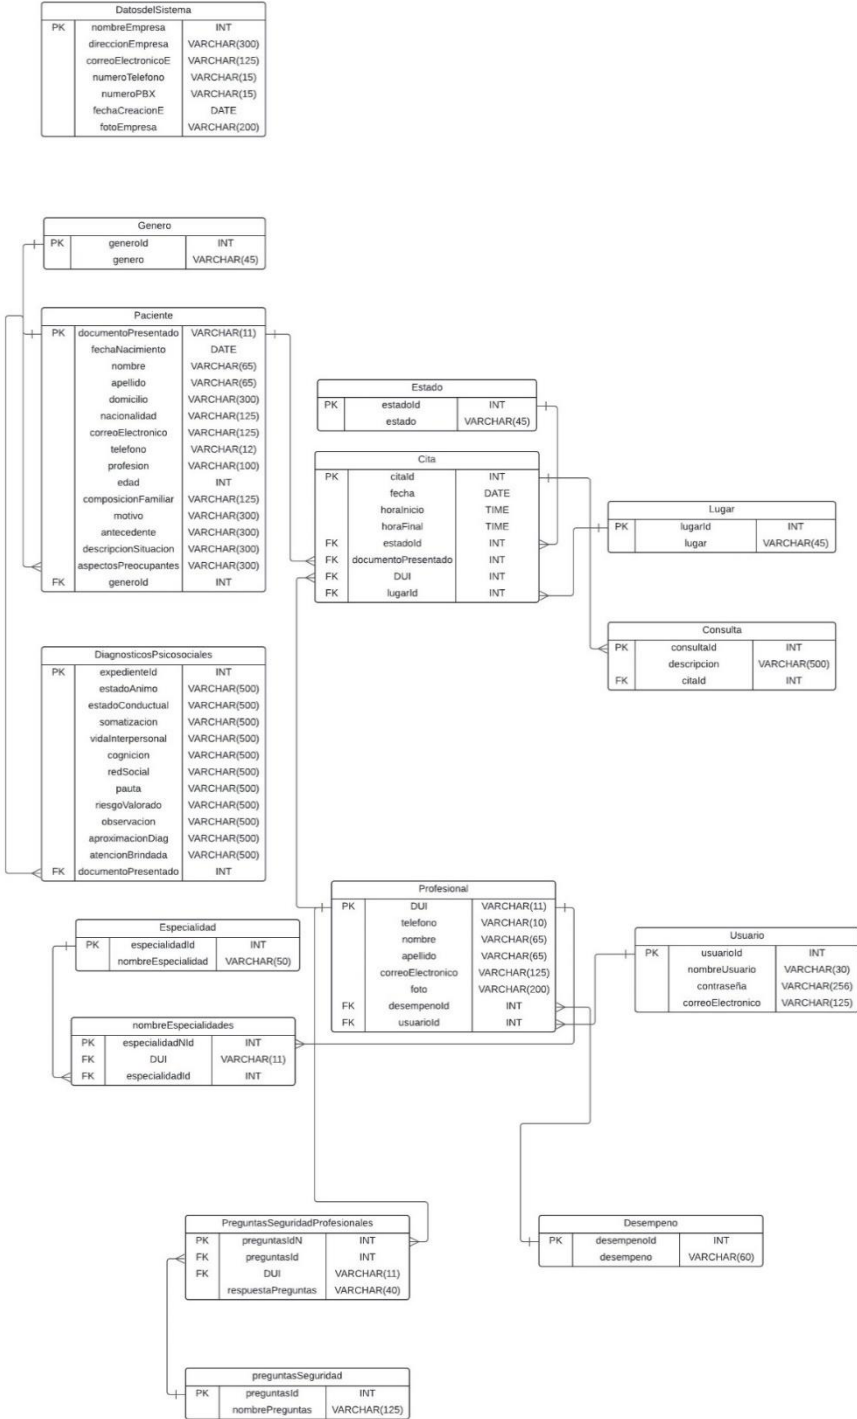 DatosdelSistema
PK nombreEmpresa INT
direccionEmpresa VARCHAR(300)
correoElectronicoE VARCHAR(125)
numeroTelefono VARCHAR(15)
numeroPBX VARCHAR(15)
fechaCreacionE DATE
fotoEmpresa VARCHAR(200)
Genero
PK generoId INT
genero VARCHAR(45)
Paciente
PK documentoPresentado VARCHAR(11)
fechaNacimiento DATE
nombre VARCHAR(65)
apellido VARCHAR(65)
domicilio VARCHAR(300)
nacionalidad VARCHAR(125)
correoElectronico VARCHAR(125)
telefono VARCHAR(12)
profesion VARCHAR(100)
edad INT
composicionFamiliar VARCHAR(125)
motivo VARCHAR(300)
antecedente VARCHAR(300)
descripcionSituacion VARCHAR(300)
aspectosPreocupantes VARCHAR(300)
FK generoId INT
Estado
PK estadoId INT
estado VARCHAR(45)
Cita
PK citaId INT
fecha DATE
horaInicio TIME
horaFinal TIME
FK estadoId INT
FK documentoPresentado INT
FK DUI INT
FK lugarId INT
Lugar
PK lugarId INT
lugar VARCHAR(45)
Consulta
PK consultaId INT
descripcion VARCHAR(500)
FK citaId INT
DiagnosticosPsicosociales
PK expedienteId INT
estadoAnimo VARCHAR(500)
estadoConductual VARCHAR(500)
somatizacion VARCHAR(500)
vidaInterpersonal VARCHAR(500)
cognicion VARCHAR(500)
redSocial VARCHAR(500)
pauta VARCHAR(500)
riesgoValorado VARCHAR(500)
observacion VARCHAR(500)
aproximacionDiag VARCHAR(500)
atencionBrindada VARCHAR(500)
FK documentoPresentado INT
Profesional
PK DUI VARCHAR(11)
telefono VARCHAR(10)
nombre VARCHAR(65)
apellido VARCHAR(65)
correoElectronico VARCHAR(125)
foto VARCHAR(200)
FK desempenoId INT
FK usuarioId INT
Especialidad
PK especialidadId INT
nombreEspecialidad VARCHAR(50)
Usuario
PK usuarioId INT
nombreUsuario VARCHAR(30)
contraseña VARCHAR(256)
correoElectronico VARCHAR(125)
nombreEspecialidades
PK especialidadNId INT
FK DUI VARCHAR(11)
FK especialidadId INT
PreguntasSeguridadProfesionales
PK preguntasIdN INT
FK preguntasId INT
FK DUI VARCHAR(11)
respuestaPreguntas VARCHAR(40)
Desempeno
PK desempenoId INT
desempeno VARCHAR(60)
preguntasSeguridad
PK preguntasId INT
nombrePreguntas VARCHAR(125)